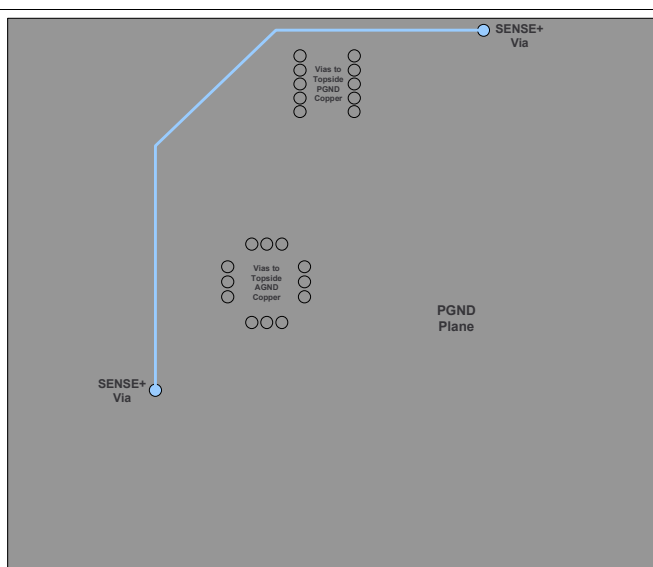 SENSE+
Via
Vias to
Topside
PGND
Copper
Vias to
Topside
AGND
Copper
PGND
Plane
SENSE+
Via